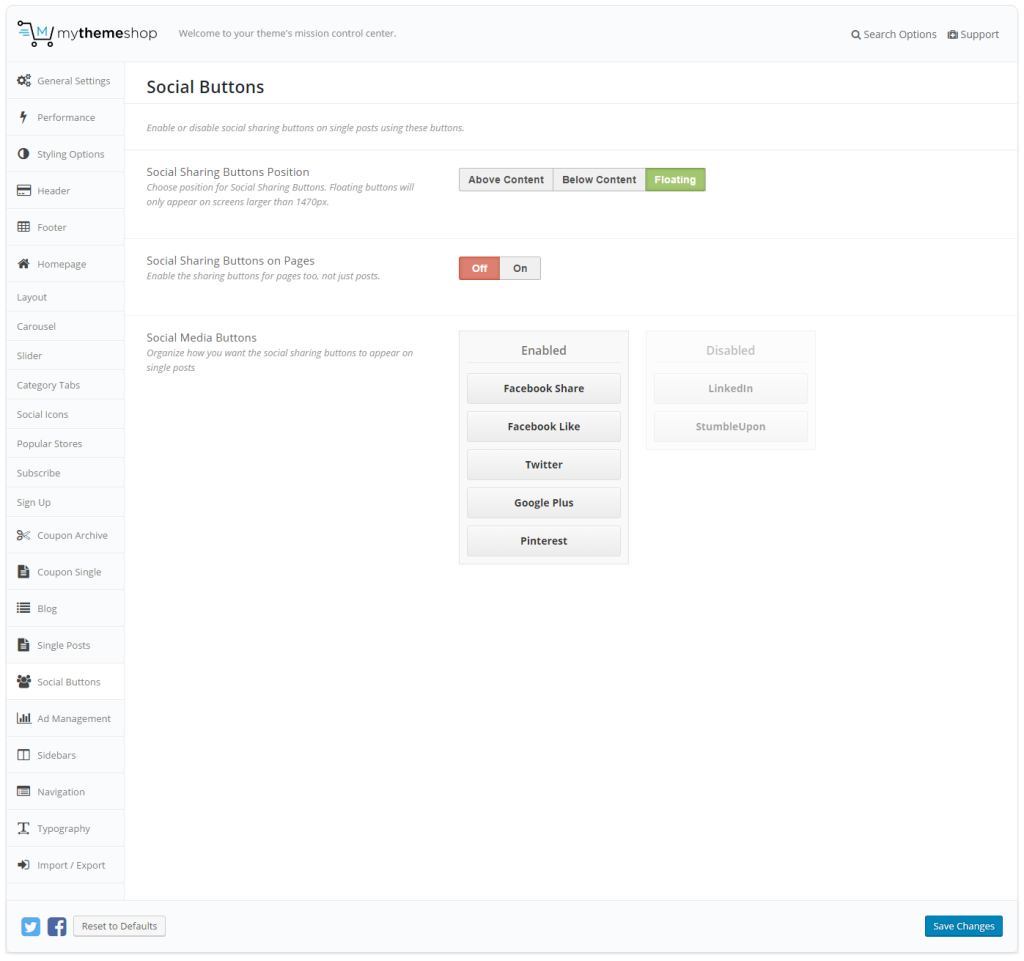 mythemeshop
Welcome to your theme's mission control center.
Search Options
Support
General Settings
Performance
Styling Options
Header
Footer
Homepage
Layout
Carousel
Slider
Category Tabs
Social Icons
Popular Stores
Subscribe
Sign Up
Coupon Archive
Coupon Single
Blog
Single Posts
Social Buttons
Ad Management
Sidebars
Navigation
Typography
Import / Export
Social Buttons
Enable or disable social sharing buttons on single posts using these buttons.
Social Sharing Buttons Position
Choose position for Social Sharing Buttons. Floating buttons will
only appear on screens larger than 1470px.
Above Content
Below Content
Floating
Social Sharing Buttons on Pages
Enable the sharing buttons for pages too, not just posts.
Off
On
Social Media Buttons
Organize how you want the social sharing buttons to appear on
single posts
Enabled
Facebook Share
Facebook Like
Twitter
Google Plus
Pinterest
Disabled
LinkedIn
StumbleUpon
Reset to Defaults
Save Changes